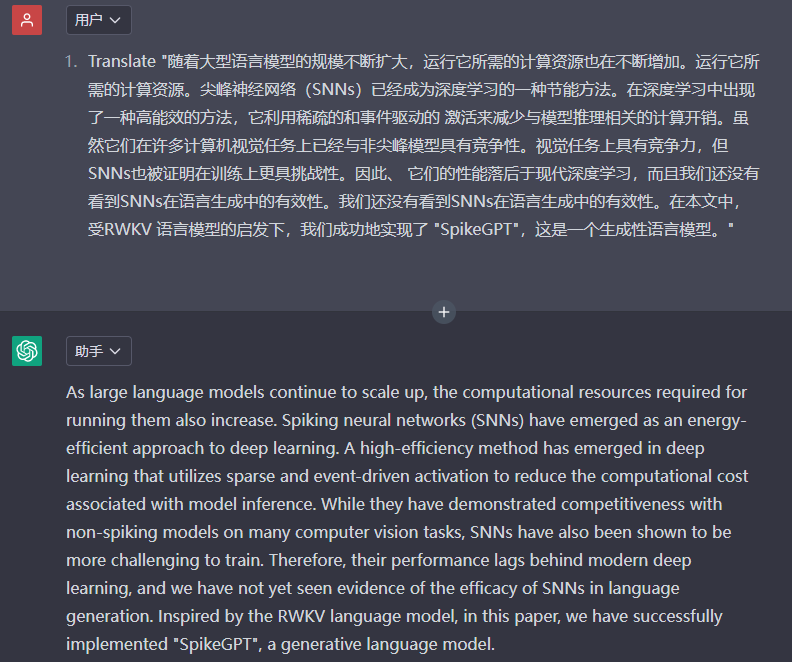 用户
1. Translate "随着大型语言模型的规模不断扩大，运行它所需的计算资源也在不断增加。运行它所
需的计算资源。尖峰神经网络（SNNs）已经成为深度学习的一种节能方法。在深度学习中出现
了一种高能效的方法，它利用稀疏的和事件驱动的 激活来减少与模型推理相关的计算开销。虽
然它们在许多计算机视觉任务上已经与非尖峰模型具有竞争性。视觉任务上具有竞争力，但
SNNs也被证明在训练上更具挑战性。因此、 它们的性能落后于现代深度学习，而且我们还没有
看到SNNs在语言生成中的有效性。我们还没有看到SNNs在语言生成中的有效性。在本文中，
受RWKV 语言模型的启发下，我们成功地实现了 "SpikeGPT"，这是一个生成性语言模型。"
助手
As large language models continue to scale up, the computational resources required for
running them also increase. Spiking neural networks (SNNs) have emerged as an energy-
efficient approach to deep learning. A high-efficiency method has emerged in deep
learning that utilizes sparse and event-driven activation to reduce the computational cost
associated with model inference. While they have demonstrated competitiveness with
non-spiking models on many computer vision tasks, SNNs have also been shown to be
more challenging to train. Therefore, their performance lags behind modern deep
learning, and we have not yet seen evidence of the efficacy of SNNs in language
generation. Inspired by the RWKV language model, in this paper, we have successfully
implemented "SpikeGPT", a generative language model.